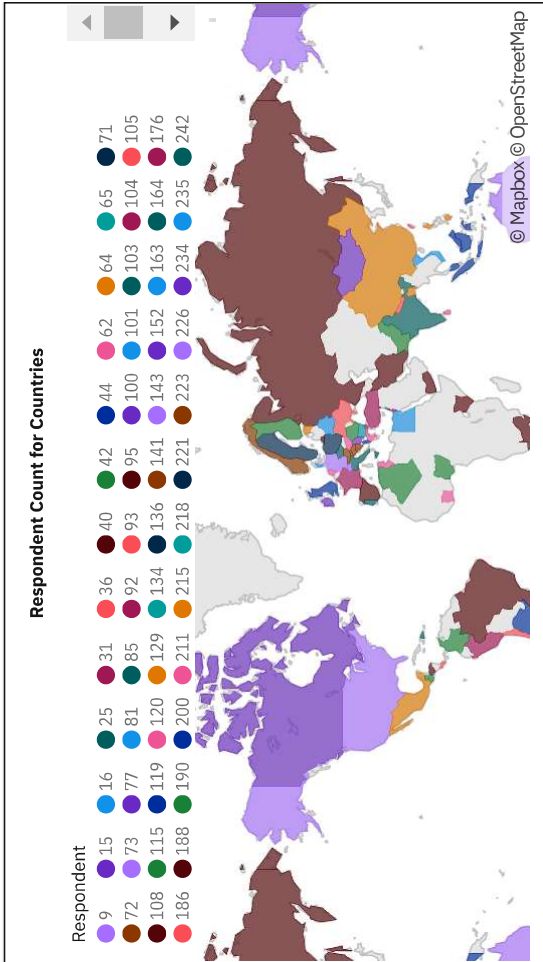 Respondent Count for Countries
Respondent
9 15 16 25 31 36 40 42 44 62 64 65 71
72 73 77 81 85 92 93 95 100 101 103 104 105
108 115 119 120 129 134 136 141 143 152 163 164 176
186 188 190 200 211 215 218 221 223 226 234 235 242
© Mapbox © OpenStreetMap